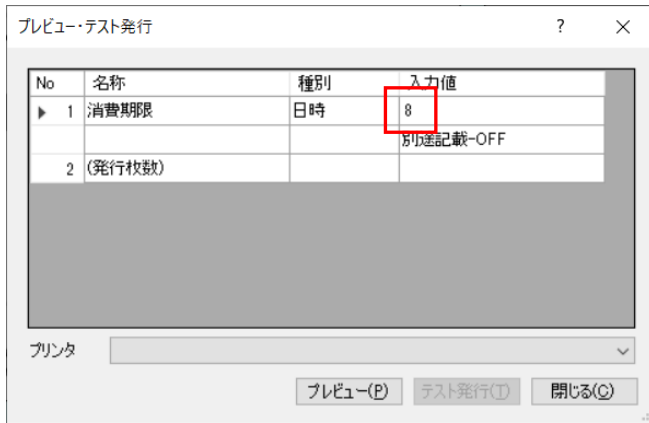 プレビュー・テスト発行 ?
No 名称 種別 入力値
1 消費期限 日時 8
別途記載-OFF
2 (発行枚数)
プリンタ
プレビュー(P) テスト発行(T) 閉じる(C)